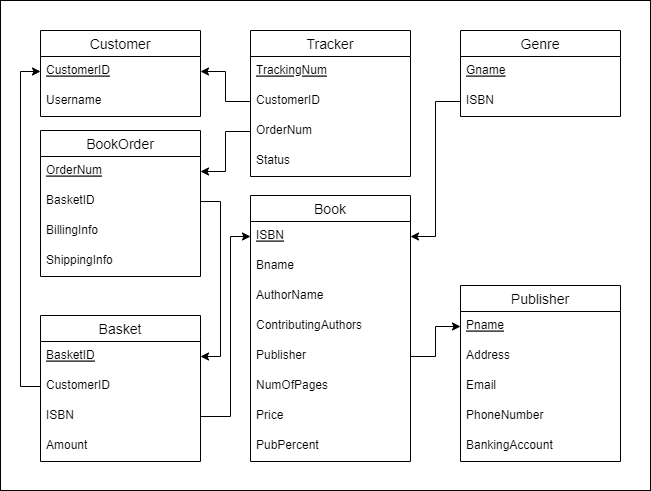 Customer
CustomerID
Username
Tracker
TrackingNum
CustomerID
OrderNum
Status
Genre
Gname
ISBN
BookOrder
OrderNum
BasketID
BillingInfo
ShippingInfo
Book
ISBN
Bname
AuthorName
ContributingAuthors
Publisher
NumOfPages
Price
PubPercent
Publisher
Pname
Address
Email
PhoneNumber
BankingAccount
Basket
BasketID
CustomerID
ISBN
Amount